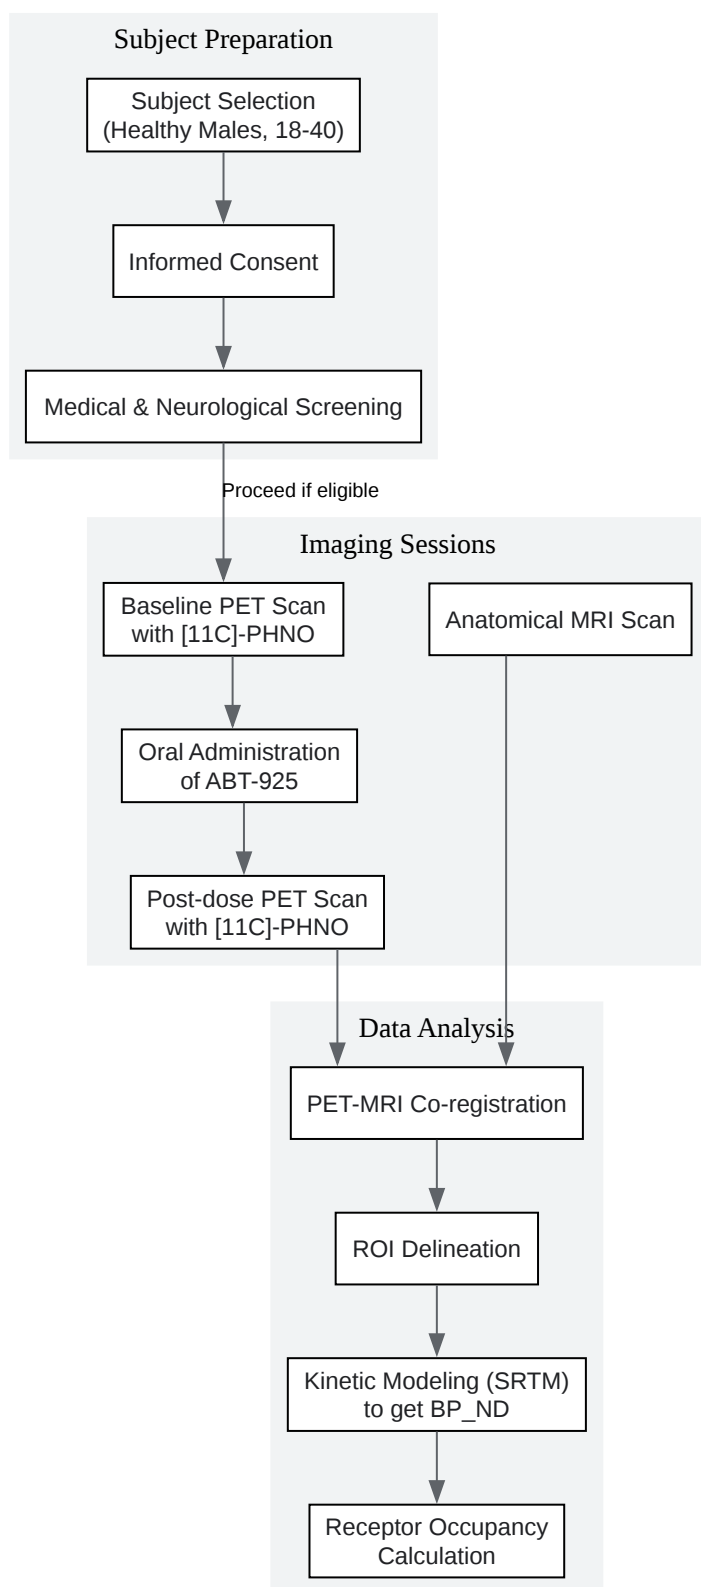 Subject Preparation
Subject Selection
(Healthy Males, 18-40)
Informed Consent
Medical & Neurological Screening
Proceed if eligible
Imaging Sessions
Baseline PET Scan
with [11C]-PHNO
Anatomical MRI Scan
Oral Administration
of ABT-925
Post-dose PET Scan
with [11C]-PHNO
Data Analysis
PET-MRI Co-registration
ROI Delineation
Kinetic Modeling (SRTM)
to get BP_ND
Receptor Occupancy
Calculation